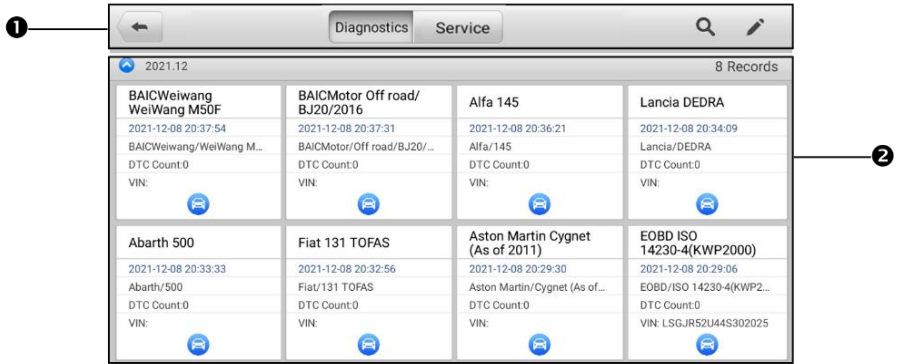 ❶
Diagnostics Service
2021.12 8 Records
❷
BAICWeiwang
WeiWang M50F
2021-12-08 20:37:54
BAICWeiwang/WeiWang M...
DTC Count:0
VIN:
BAICMotor Off road/
BJ20/2016
2021-12-08 20:37:31
BAICMotor/Off road/BJ20/...
DTC Count:0
VIN:
Alfa 145
2021-12-08 20:36:21
Alfa/145
DTC Count:0
VIN:
Lancia DEDRA
2021-12-08 20:34:09
Lancia/DEDRA
DTC Count:0
VIN:
Abarth 500
2021-12-08 20:33:33
Abarth/500
DTC Count:0
VIN:
Fiat 131 TOFAS
2021-12-08 20:32:56
Fiat/131 TOFAS
DTC Count:0
VIN:
Aston Martin Cygnet
(As of 2011)
2021-12-08 20:29:30
Aston Martin/Cygnet (As of...
DTC Count:0
VIN:
EOBD ISO
14230-4(KWP2000)
2021-12-08 20:29:06
EOBD/ISO 14230-4(KWP2...
DTC Count:0
VIN: LSGJR52U44S302025